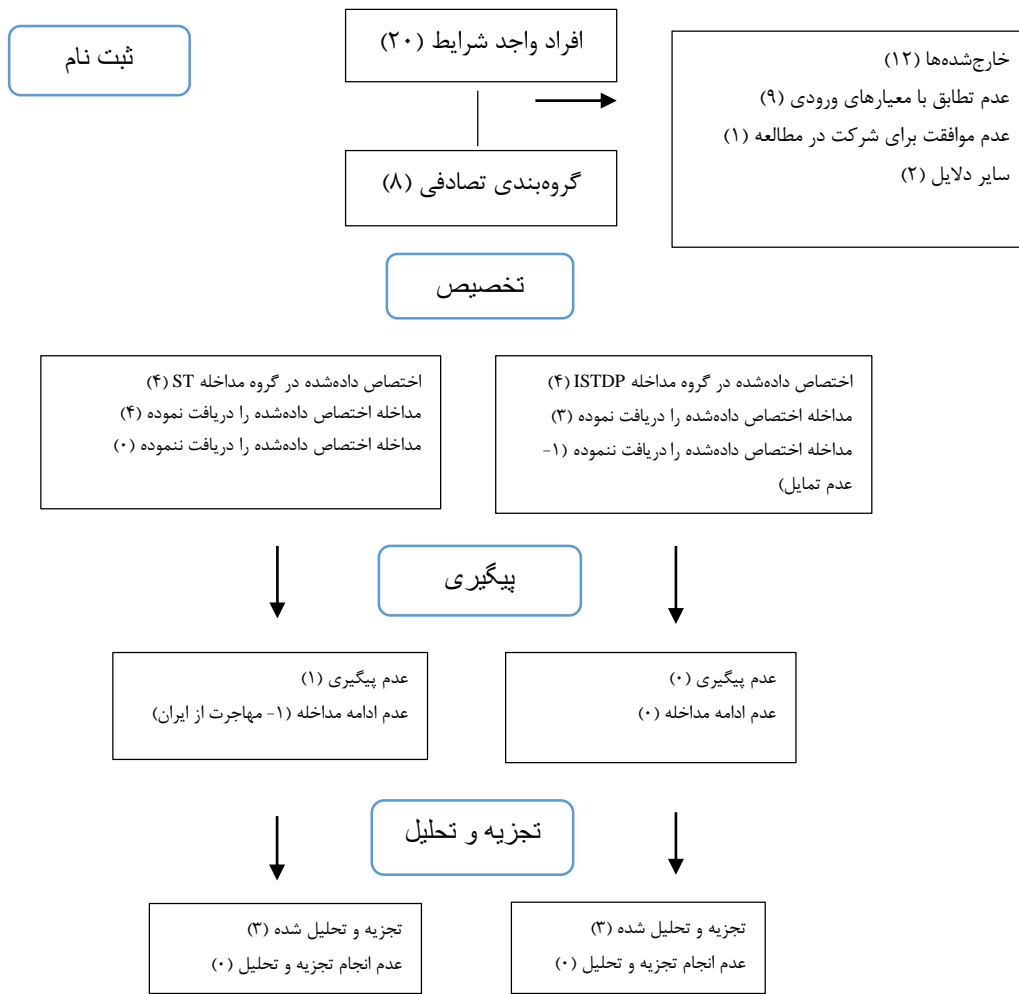 ثبت نام
افراد واجد شرایط (۲۰)
خارج‌شده‌ها (۱۲)
عدم تطابق با معیارهای ورودی (۹)
عدم موافقت برای شرکت در مطالعه (۱)
سایر دلایل (۲)
گروه‌بندی تصادفی (۸)
تخصیص
اختصاص داده‌شده در گروه مداخله ISTDP (۴)
مداخله اختصاص داده‌شده را دریافت نموده (۳)
مداخله اختصاص داده‌شده را دریافت ننموده (۱-
عدم تمایل)
اختصاص داده‌شده در گروه مداخله ST (۴)
مداخله اختصاص داده‌شده را دریافت نموده (۴)
مداخله اختصاص داده‌شده را دریافت ننموده (۰)
پیگیری
عدم پیگیری (۰)
عدم ادامه مداخله (۰)
عدم پیگیری (۱)
عدم ادامه مداخله (۱- مهاجرت از ایران)
تجزیه و تحلیل
تجزیه و تحلیل شده (۳)
عدم انجام تجزیه و تحلیل (۰)
تجزیه و تحلیل شده (۳)
عدم انجام تجزیه و تحلیل (۰)